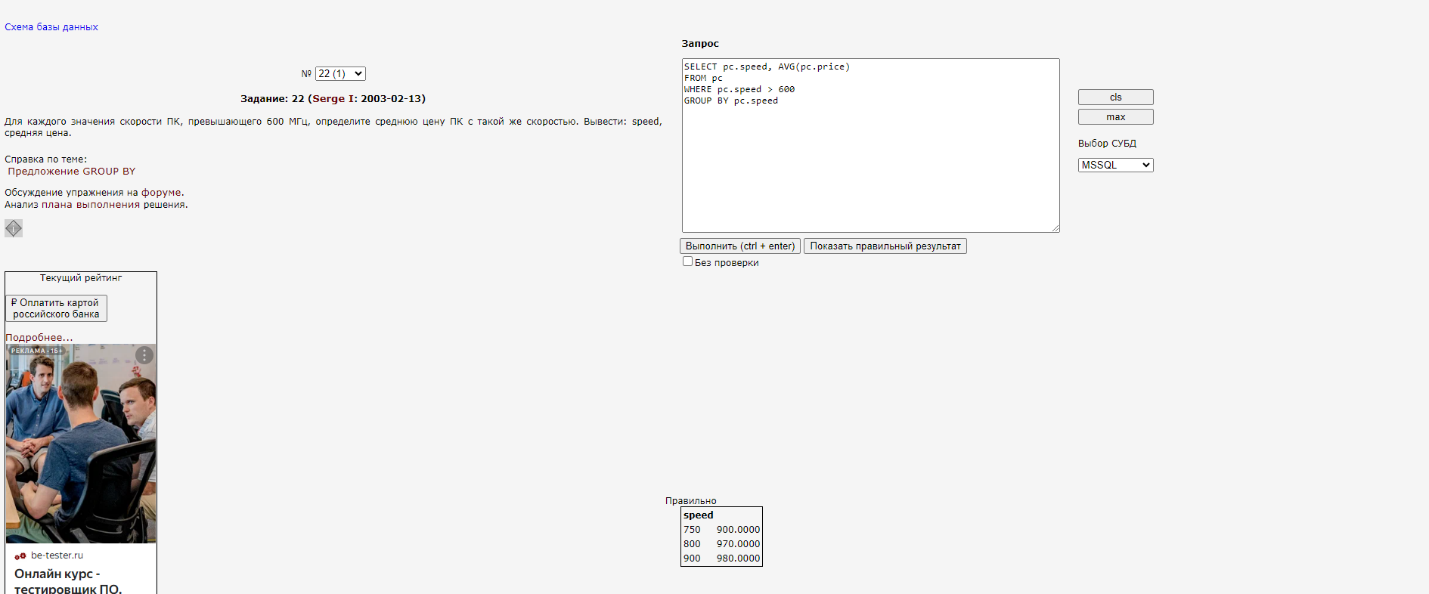 Схема базы данных
№ 22 (1)
Задание: 22 (Serge I: 2003-02-13)
Для каждого значения скорости ПК, превышающего 600 МГц, определите среднюю цену ПК с такой же скоростью. Вывести: speed,
средняя цена.
Справка по теме:
Предложение GROUP BY
Обсуждение упражнения на форуме.
Анализ плана выполнения решения.
Текущий рейтинг
₽ Оплатить картой
российского банка
Подробнее...
РЕКЛАМА • 16+
be-tester.ru
Онлайн курс -
тестировщик ПО.
Запрос
SELECT pc.speed, AVG(pc.price)
FROM pc
WHERE pc.speed > 600
GROUP BY pc.speed
cls
max
Выбор СУБД
MSSQL
Выполнить (ctrl + enter) Показать правильный результат
Без проверки
Правильно
speed
750 900.0000
800 970.0000
900 980.0000